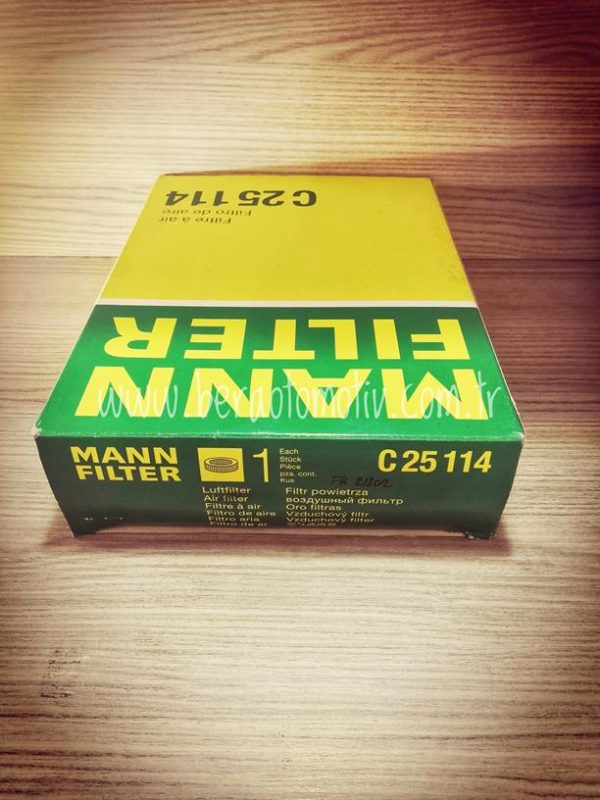 C 25 114
Filtro de aire
Filtre à air
MANN
FILTER
www.beraotomotiv.com.tr
MANN
FILTER
1
Each
Stück
Pièce
pza. cont.
Kus
C 25 114
Luftfilter
Air filter
Filtre à air
Filtro de aire
Filtro aria
Filtro de ar
Filtr powietrza
воздушный фильтр
Oro filtras
Vzduchový filtr
Vzduchový filter